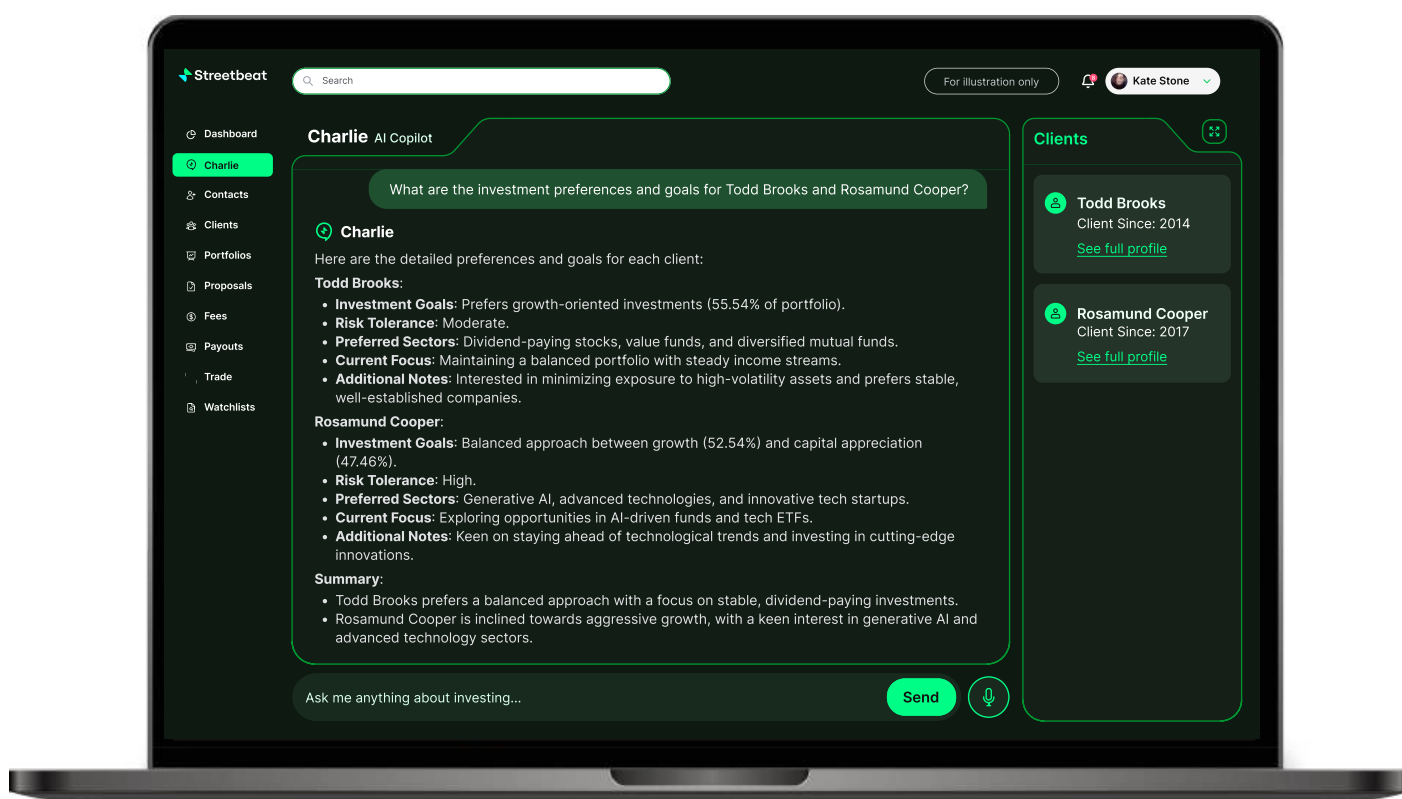 Streetbeat
Search
For illustration only
Kate Stone
Dashboard
Charlie
Contacts
Clients
Portfolios
Proposals
Fees
Payouts
Trade
Watchlists
Charlie AI Copilot
What are the investment preferences and goals for Todd Brooks and Rosamund Cooper?
Charlie
Here are the detailed preferences and goals for each client:
Todd Brooks:
• Investment Goals: Prefers growth-oriented investments (55.54% of portfolio).
• Risk Tolerance: Moderate.
• Preferred Sectors: Dividend-paying stocks, value funds, and diversified mutual funds.
• Current Focus: Maintaining a balanced portfolio with steady income streams.
• Additional Notes: Interested in minimizing exposure to high-volatility assets and prefers stable,
well-established companies.
Rosamund Cooper:
• Investment Goals: Balanced approach between growth (52.54%) and capital appreciation
(47.46%).
• Risk Tolerance: High.
• Preferred Sectors: Generative AI, advanced technologies, and innovative tech startups.
• Current Focus: Exploring opportunities in AI-driven funds and tech ETFs.
• Additional Notes: Keen on staying ahead of technological trends and investing in cutting-edge
innovations.
Summary:
• Todd Brooks prefers a balanced approach with a focus on stable, dividend-paying investments.
• Rosamund Cooper is inclined towards aggressive growth, with a keen interest in generative AI and
advanced technology sectors.
Ask me anything about investing...
Send
Clients
Todd Brooks
Client Since: 2014
See full profile
Rosamund Cooper
Client Since: 2017
See full profile